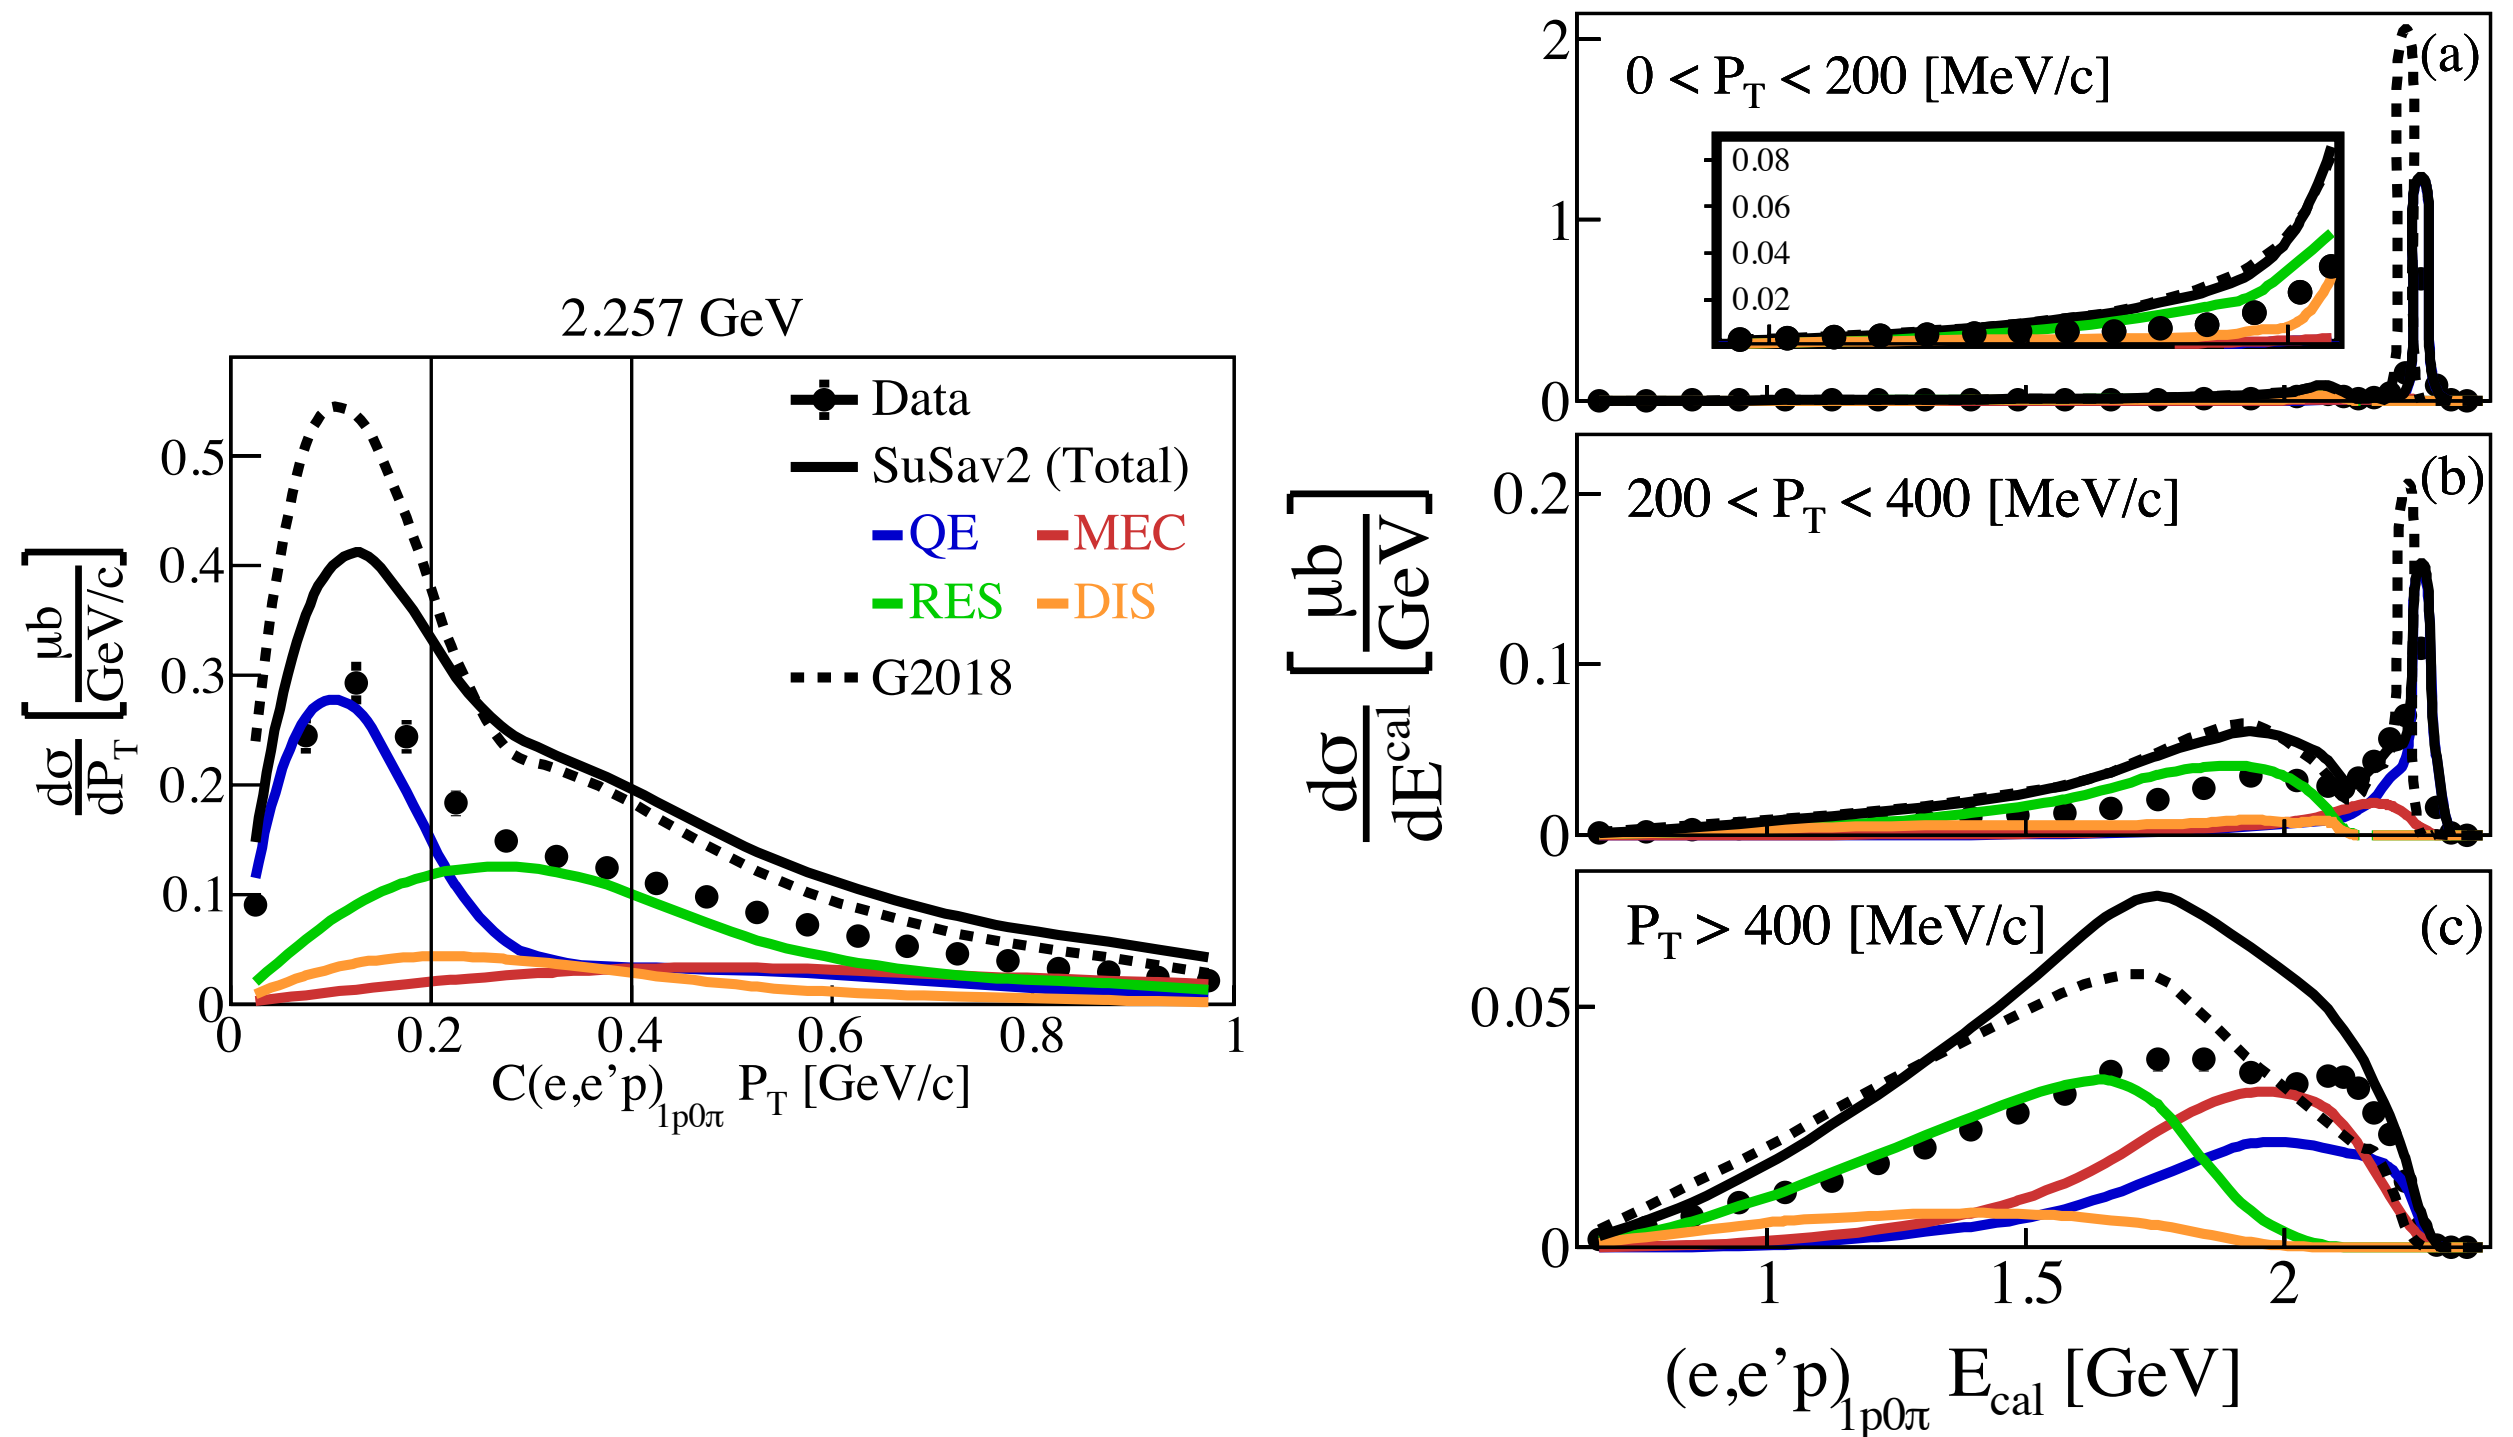 2.257 GeV
Data
SuSav2 (Total)
QE MEC
RES DIS
G2018
dσ/dP_T [μb/GeV/c]
0.5
0.4
0.3
0.2
0.1
0
0 0.2 0.4 0.6 0.8 1
C(e,e'p)_1p0π P_T [GeV/c]
dσ/dE^cal [μb/GeV]
(a)
0 < P_T < 200 [MeV/c]
2
1
0
0.08
0.06
0.04
0.02
(b)
200 < P_T < 400 [MeV/c]
0.2
0.1
0
(c)
P_T > 400 [MeV/c]
0.05
0
1 1.5 2
(e,e'p)_1p0π E_cal [GeV]